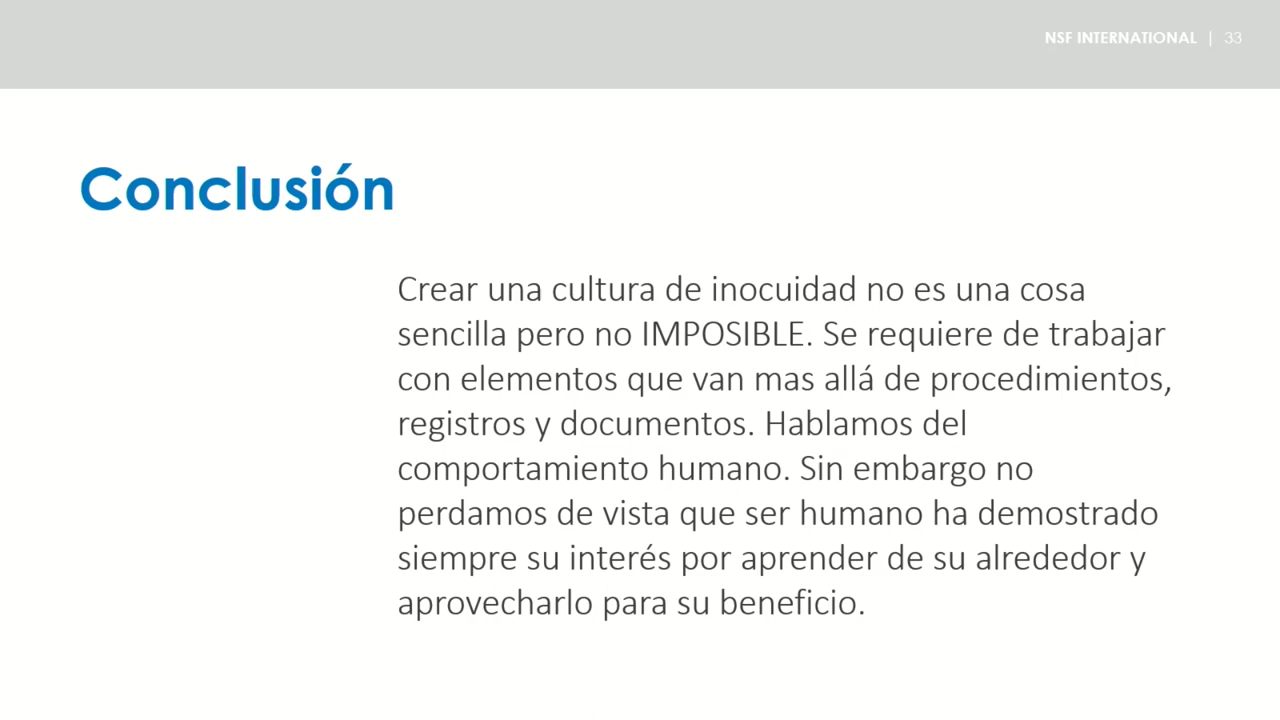 NSF INTERNATIONAL | 33
Conclusión
Crear una cultura de inocuidad no es una cosa
sencilla pero no IMPOSIBLE. Se requiere de trabajar
con elementos que van mas allá de procedimientos,
registros y documentos. Hablamos del
comportamiento humano. Sin embargo no
perdamos de vista que ser humano ha demostrado
siempre su interés por aprender de su alrededor y
aprovecharlo para su beneficio.